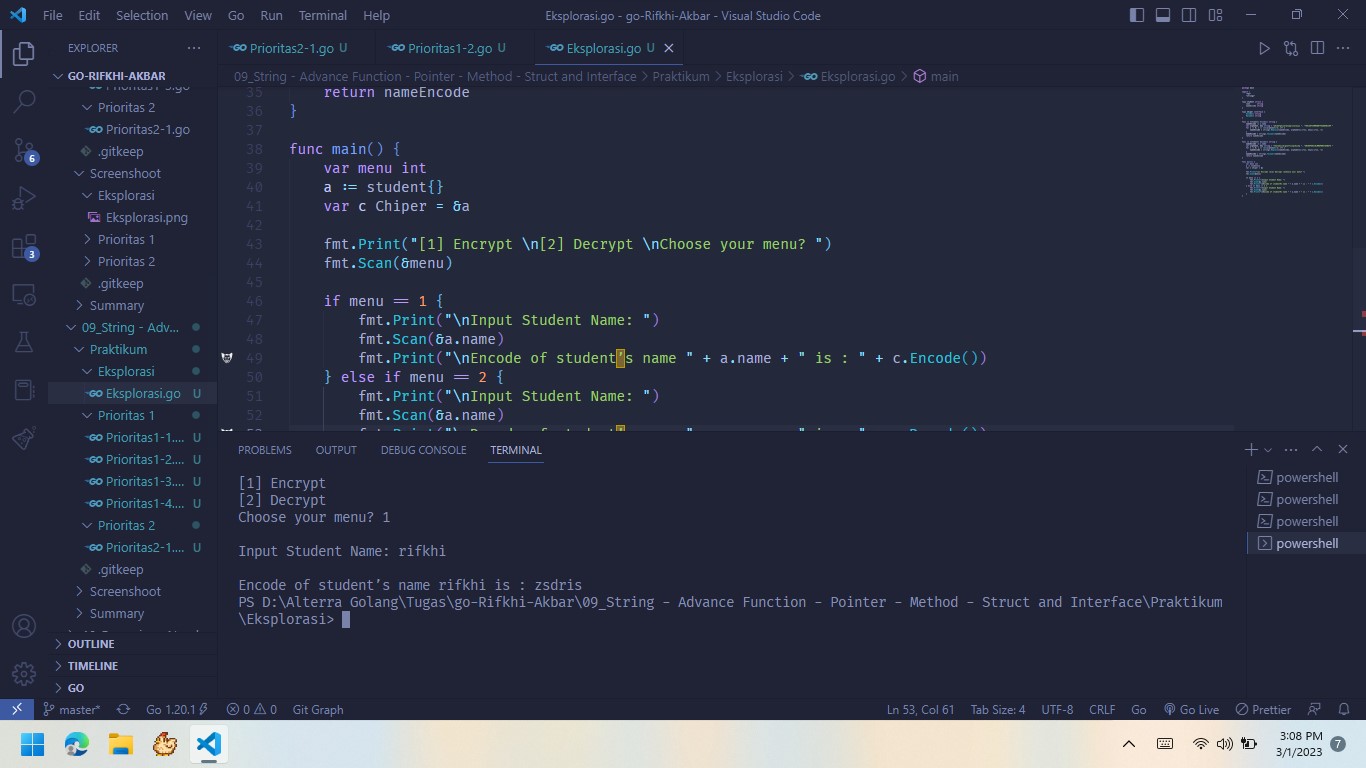 File Edit Selection View Go Run Terminal Help
Eksplorasi.go - go-Rifkhi-Akbar - Visual Studio Code
EXPLORER
GO-RIFKHI-AKBAR
Prioritas 2
Prioritas2-1.go
.gitkeep
Screenshoot
Eksplorasi
Eksplorasi.png
Prioritas 1
Prioritas 2
.gitkeep
Summary
09_String - Adv...
Praktikum
Eksplorasi
Eksplorasi.go U
Prioritas 1
Prioritas1-1.... U
Prioritas1-2.... U
Prioritas1-3.... U
Prioritas1-4.... U
Prioritas 2
Prioritas2-1.... U
.gitkeep
Screenshoot
Summary
OUTLINE
TIMELINE
GO
6
3
Prioritas2-1.go U
Prioritas1-2.go U
Eksplorasi.go U
09_String - Advance Function - Pointer - Method - Struct and Interface > Praktikum > Eksplorasi > Eksplorasi.go > main
35 return nameEncode
36 }
37
38 func main() {
39 var menu int
40 a := student{}
41 var c Chiper = &a
42
43 fmt.Print("[1] Encrypt \n[2] Decrypt \nChoose your menu? ")
44 fmt.Scan(&menu)
45
46 if menu == 1 {
47 fmt.Print("\nInput Student Name: ")
48 fmt.Scan(&a.name)
49 fmt.Print("\nEncode of student’s name " + a.name + " is : " + c.Encode())
50 } else if menu == 2 {
51 fmt.Print("\nInput Student Name: ")
52 fmt.Scan(&a.name)
PROBLEMS OUTPUT DEBUG CONSOLE TERMINAL
[1] Encrypt
[2] Decrypt
Choose your menu? 1
Input Student Name: rifkhi
Encode of student’s name rifkhi is : zsdris
PS D:\Alterra Golang\Tugas\go-Rifkhi-Akbar\09_String - Advance Function - Pointer - Method - Struct and Interface\Praktikum
\Eksplorasi>
powershell
powershell
powershell
powershell
master* Go 1.20.1 0 0 Git Graph
Ln 53, Col 61 Tab Size: 4 UTF-8 CRLF Go Go Live Prettier
3:08 PM
3/1/2023
7